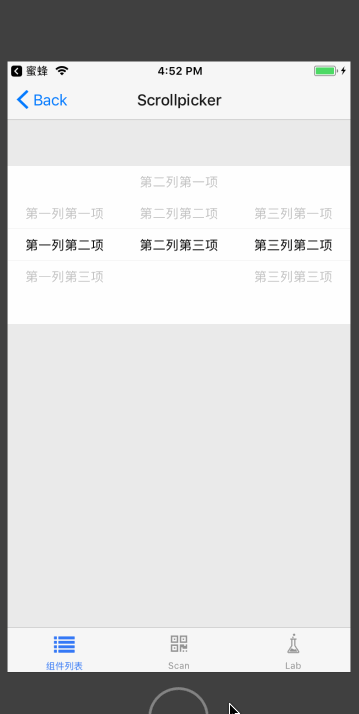 蜜蜂 4:52 PM
Back Scrollpicker
第二列第一项
第一列第一项 第二列第二项 第三列第一项
第一列第二项 第二列第三项 第三列第二项
第一列第三项 第三列第三项
组件列表 Scan Lab